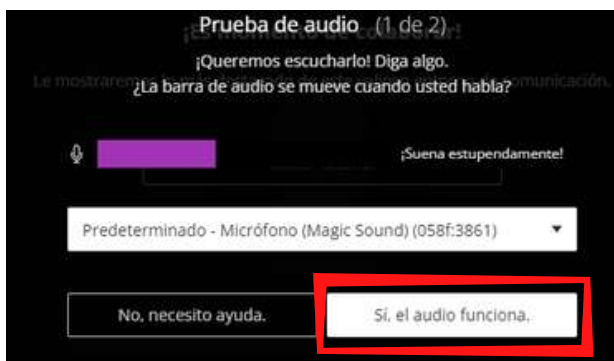 Prueba de audio (1 de 2)
¡Queremos escucharlo! Diga algo.
¿La barra de audio se mueve cuando usted habla?
¡Suena estupendamente!
Predeterminado - Micrófono (Magic Sound) (058f:3861)
No, necesito ayuda.
Sí, el audio funciona.